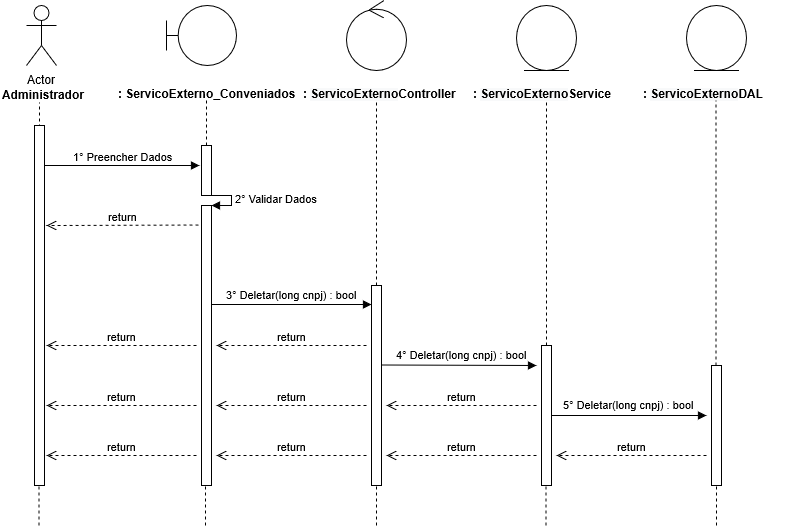 Actor
Administrador
: ServicoExterno_Conveniados
: ServicoExternoController
: ServicoExternoService
: ServicoExternoDAL
1° Preencher Dados
2° Validar Dados
return
3° Deletar(long cnpj) : bool
return
return
4° Deletar(long cnpj) : bool
return
return
return
5° Deletar(long cnpj) : bool
return
return
return
return